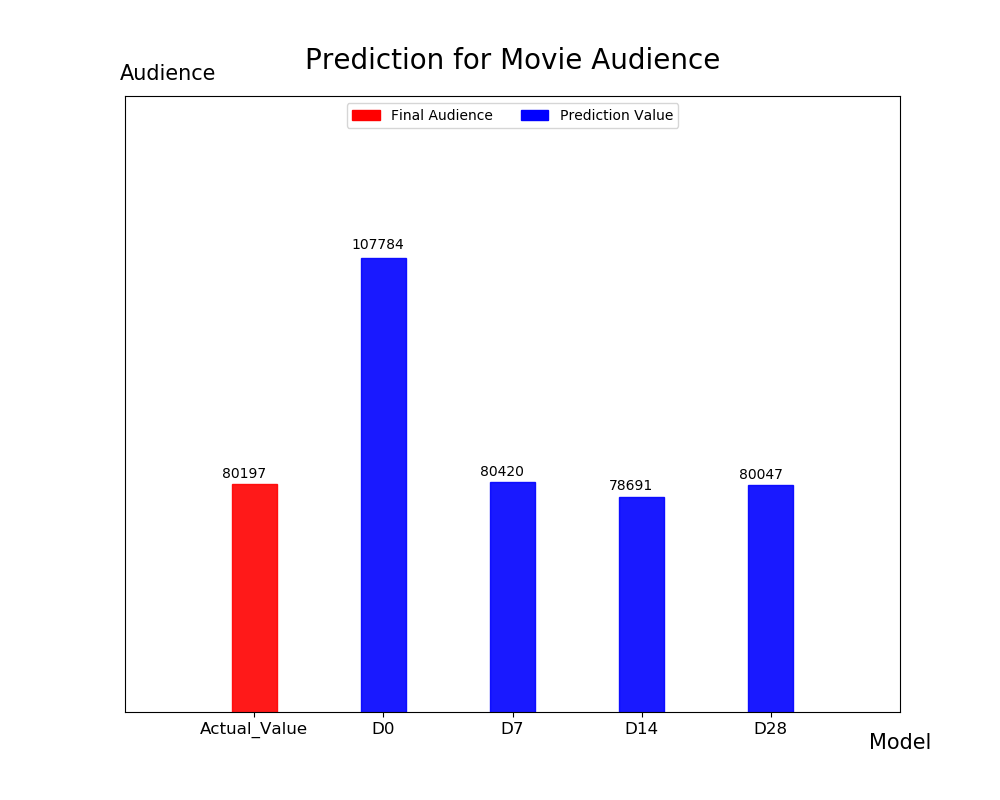 Prediction for Movie Audience
Audience
Final Audience Prediction Value
107784
80197
80420
78691
80047
Actual_Value D0 D7 D14 D28
Model